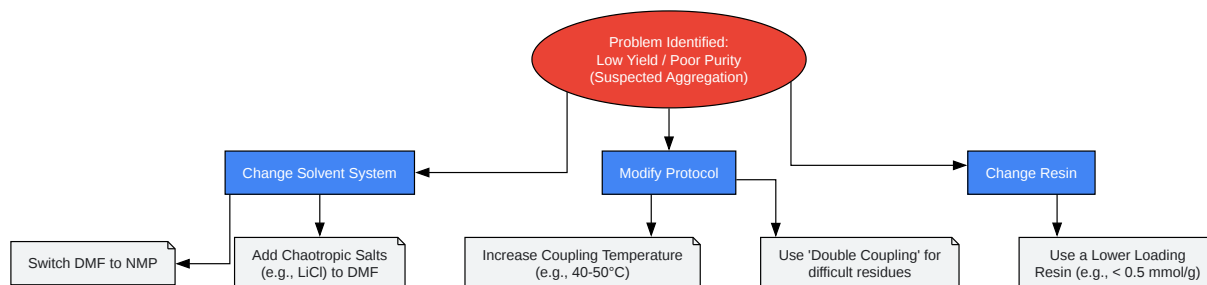 Problem Identified:
Low Yield / Poor Purity
(Suspected Aggregation)
Change Solvent System
Modify Protocol
Change Resin
Switch DMF to NMP
Add Chaotropic Salts
(e.g., LiCl) to DMF
Increase Coupling Temperature
(e.g., 40-50°C)
Use 'Double Coupling' for
difficult residues
Use a Lower Loading
Resin (e.g., < 0.5 mmol/g)